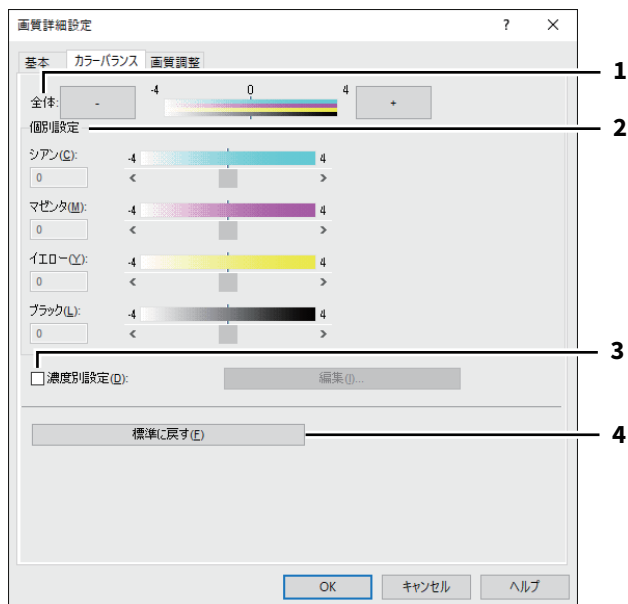 画質詳細設定 ? ×
基本 カラーバランス 画質調整
1
全体: - -4 0 4 +
個別設定
2
シアン(C): -4 4
0 < >
マゼンタ(M): -4 4
0 < >
イエロー(Y): -4 4
0 < >
ブラック(L): -4 4
0 < >
3
濃度別設定(D): 編集(I)...
標準に戻す(F)
4
OK キャンセル ヘルプ